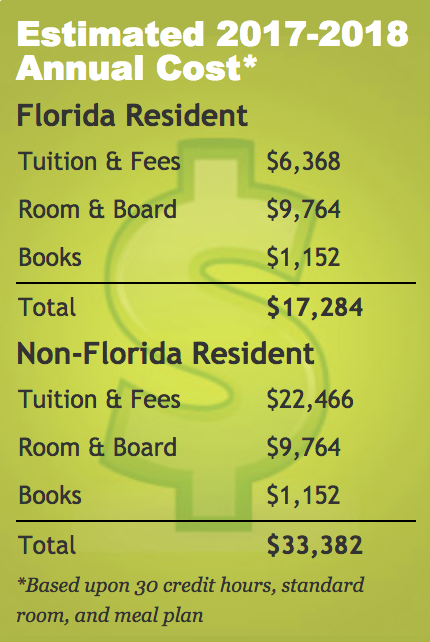 Estimated 2017-2018
Annual Cost*
Florida Resident
Tuition & Fees $6,368
Room & Board $9,764
Books $1,152
Total $17,284
Non-Florida Resident
Tuition & Fees $22,466
Room & Board $9,764
Books $1,152
Total $33,382
*Based upon 30 credit hours, standard
room, and meal plan